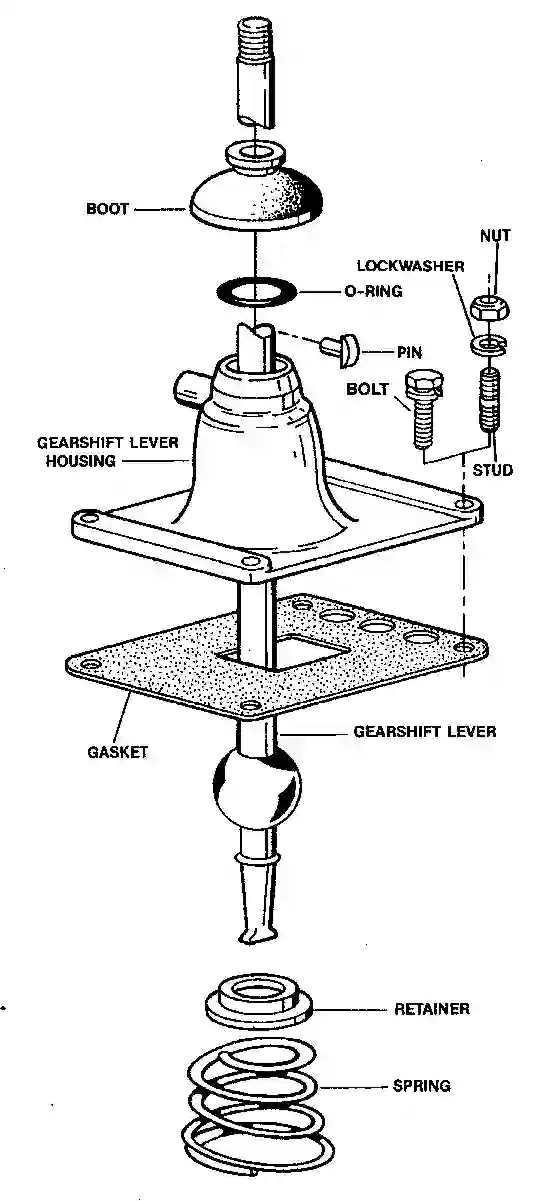 BOOT
NUT
LOCKWASHER
O-RING
PIN
BOLT
GEARSHIFT LEVER
HOUSING
STUD
GEARSHIFT LEVER
GASKET
RETAINER
SPRING